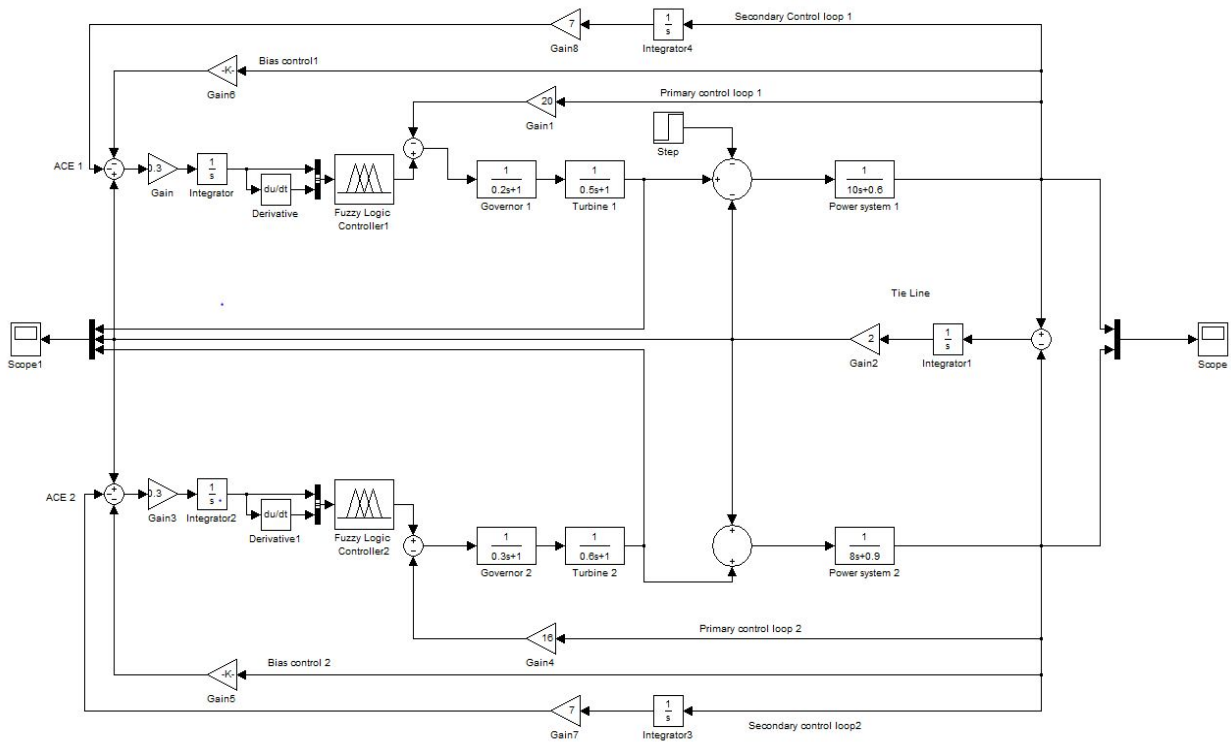 Secondary Control loop 1
7
1
s
Gain8
Integrator4
Bias control1
-K-
Gain6
Primary control loop 1
20
Gain1
Step
ACE 1
0.3
Gain
1
s
Integrator
du/dt
Derivative
Fuzzy Logic
Controller1
1
0.2s+1
Governor 1
1
0.5s+1
Turbine 1
1
10s+0.6
Power system 1
Tie Line
Scope1
2
Gain2
1
s
Integrator1
Scope
ACE 2
0.3
Gain3
1
s
Integrator2
du/dt
Derivative1
Fuzzy Logic
Controller2
1
0.3s+1
Governor 2
1
0.6s+1
Turbine 2
1
8s+0.9
Power system 2
16
Gain4
Primary control loop 2
Bias control 2
-K-
Gain5
7
Gain7
1
s
Integrator3
Secondary control loop2